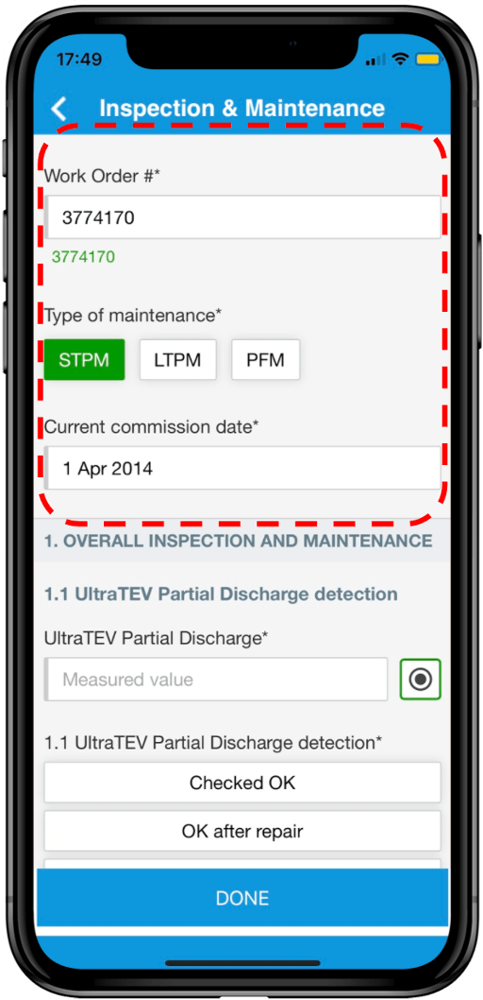 17:49
Inspection & Maintenance
Work Order #*
3774170
3774170
Type of maintenance*
STPM LTPM PFM
Current commission date*
1 Apr 2014
1. OVERALL INSPECTION AND MAINTENANCE
1.1 UltraTEV Partial Discharge detection
UltraTEV Partial Discharge*
Measured value
1.1 UltraTEV Partial Discharge detection*
Checked OK
OK after repair
DONE